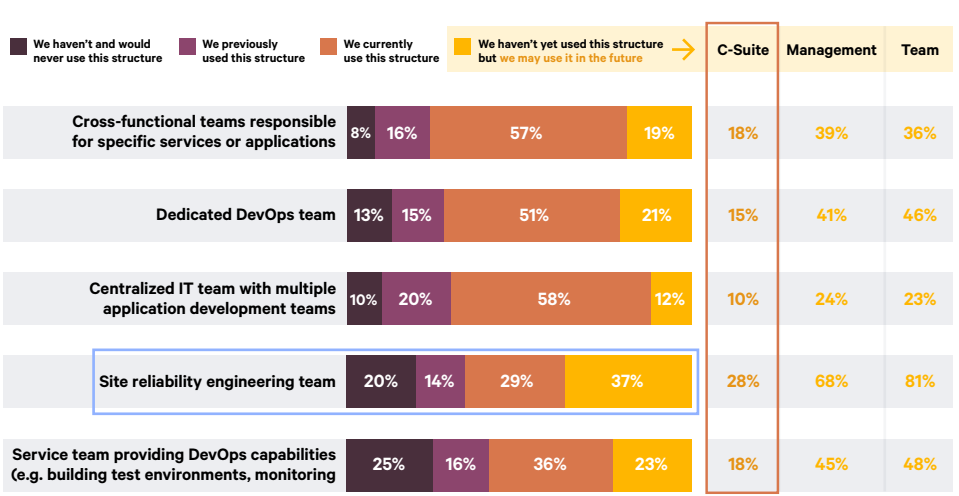 We haven't and would
never use this structure
We previously
used this structure
We currently
use this structure
We haven't yet used this structure
but we may use it in the future
C-Suite
Management
Team
Cross-functional teams responsible
for specific services or applications
8%
16%
57%
19%
18%
39%
36%
Dedicated DevOps team
13%
15%
51%
21%
15%
41%
46%
Centralized IT team with multiple
application development teams
10%
20%
58%
12%
10%
24%
23%
Site reliability engineering team
20%
14%
29%
37%
28%
68%
81%
Service team providing DevOps capabilities
(e.g. building test environments, monitoring
25%
16%
36%
23%
18%
45%
48%